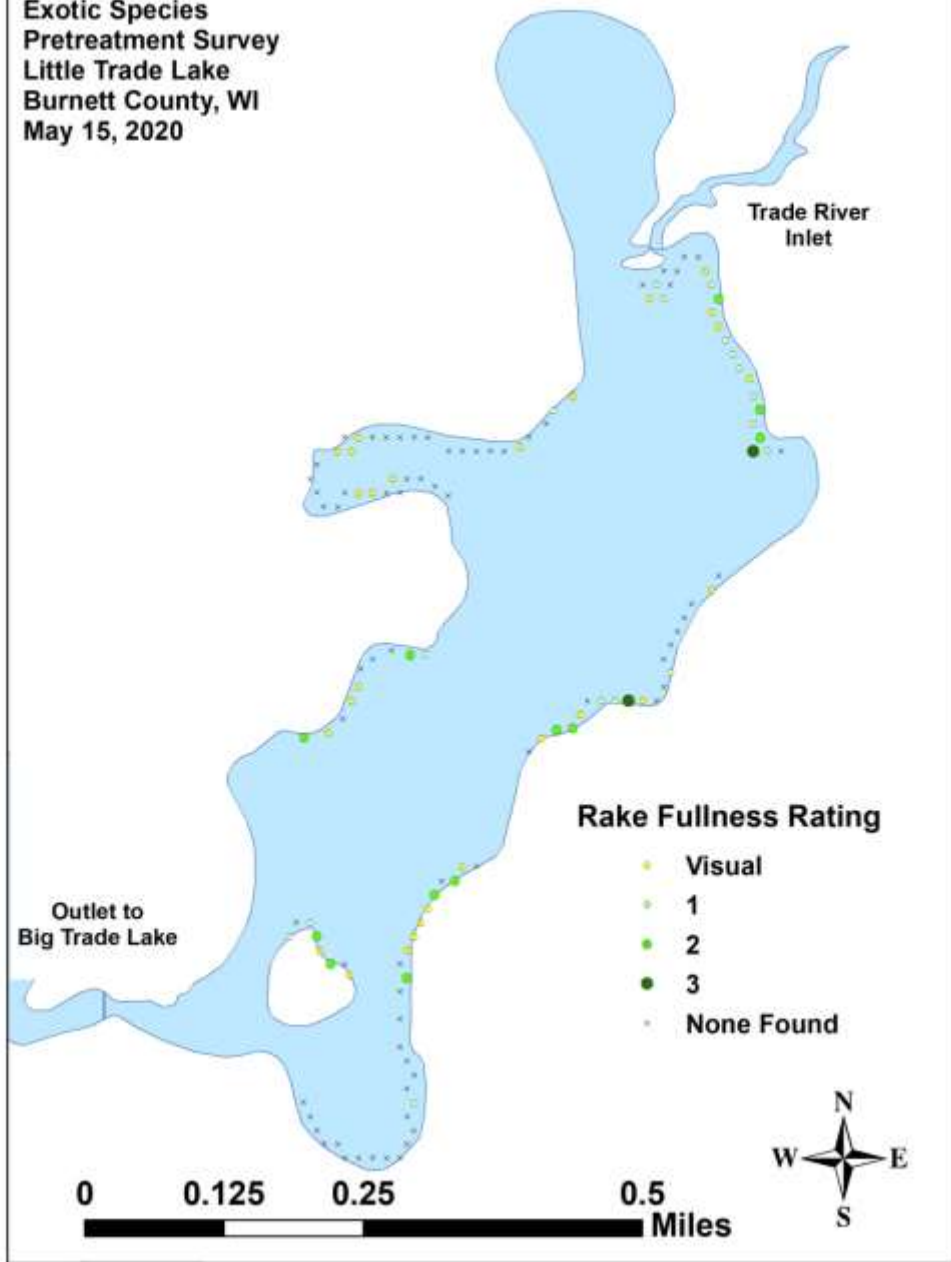 Exotic Species
Pretreatment Survey
Little Trade Lake
Burnett County, WI
May 15, 2020
Trade River
Inlet
Rake Fullness Rating
Visual
1
2
3
None Found
Outlet to
Big Trade Lake
N
W E
S
0 0.125 0.25 0.5
Miles